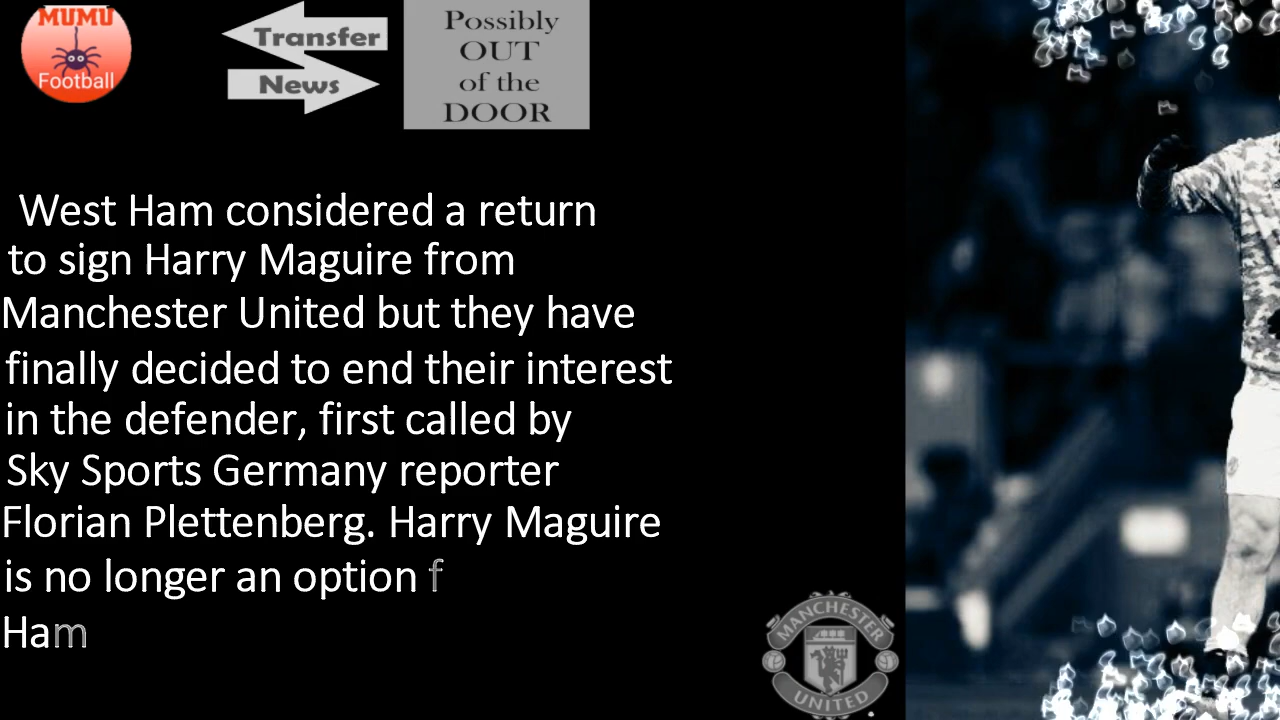 MUMU
Football
Transfer
News
Possibly
OUT
of the
DOOR
West Ham considered a return
to sign Harry Maguire from
Manchester United but they have
finally decided to end their interest
in the defender, first called by
Sky Sports Germany reporter
Florian Plettenberg. Harry Maguire
is no longer an option f
Ham
MANCHESTER
UNITED